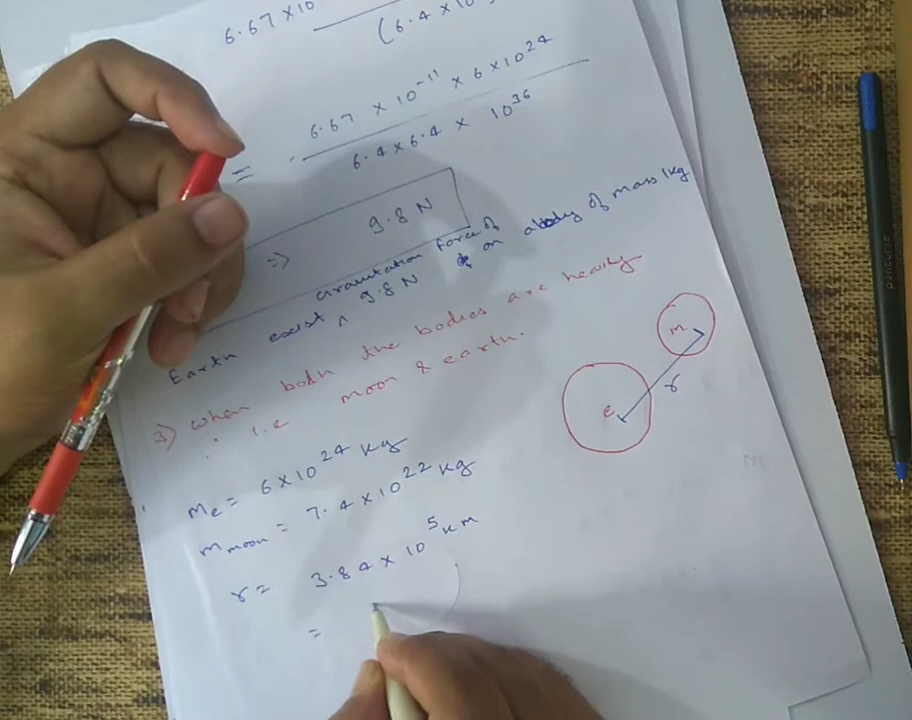 6.67 × 10
(6.4 × 10
6.67 × 10⁻¹¹ × 6 × 10²⁴
=
6.4 × 6.4 × 10³⁶
⇒ 9.8 N
Gravitation force of
Earth exist ^ 9.8 N on a body of mass 1kg
3) when both the bodies are heavy
i.e moon & earth.
m
r
e
Me = 6 × 10²⁴ kg
m moon = 7.4 × 10²² kg
r = 3.84 × 10⁵ km
=